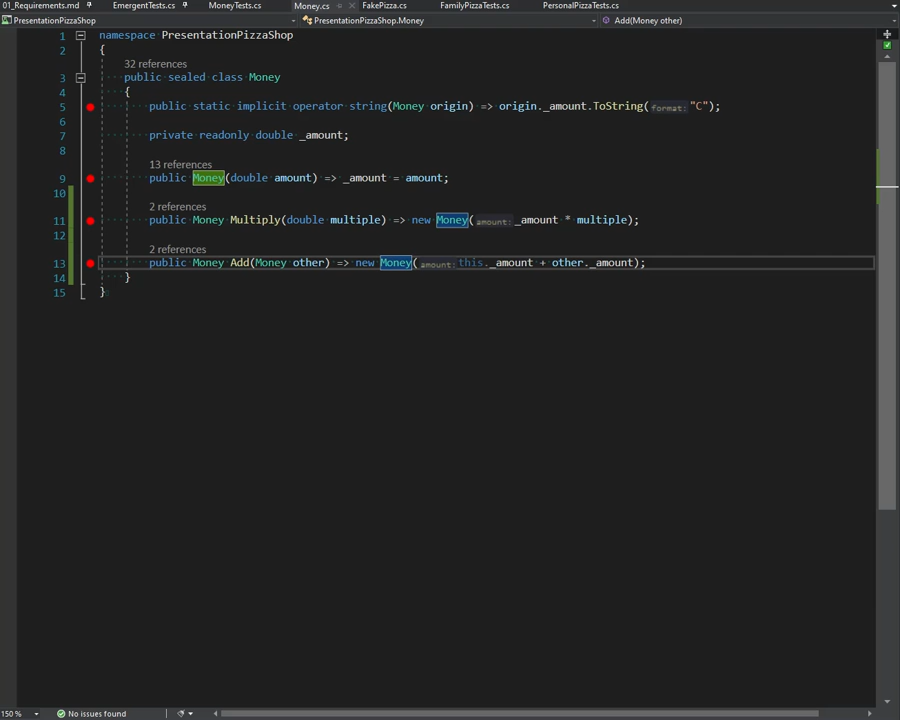 01_Requirements.md EmergentTests.cs MoneyTests.cs Money.cs FakePizza.cs FamilyPizzaTests.cs PersonalPizzaTests.cs
PresentationPizzaShop PresentationPizzaShop.Money Add(Money other)
1 namespace PresentationPizzaShop
2 {
32 references
3 public sealed class Money
4 {
5 public static implicit operator string(Money origin) => origin._amount.ToString(format: "C");
6
7 private readonly double _amount;
8
13 references
9 public Money(double amount) => _amount = amount;
10
2 references
11 public Money Multiply(double multiple) => new Money(amount: _amount * multiple);
12
2 references
13 public Money Add(Money other) => new Money(amount: this._amount + other._amount);
14 }
15 }
150 % No issues found